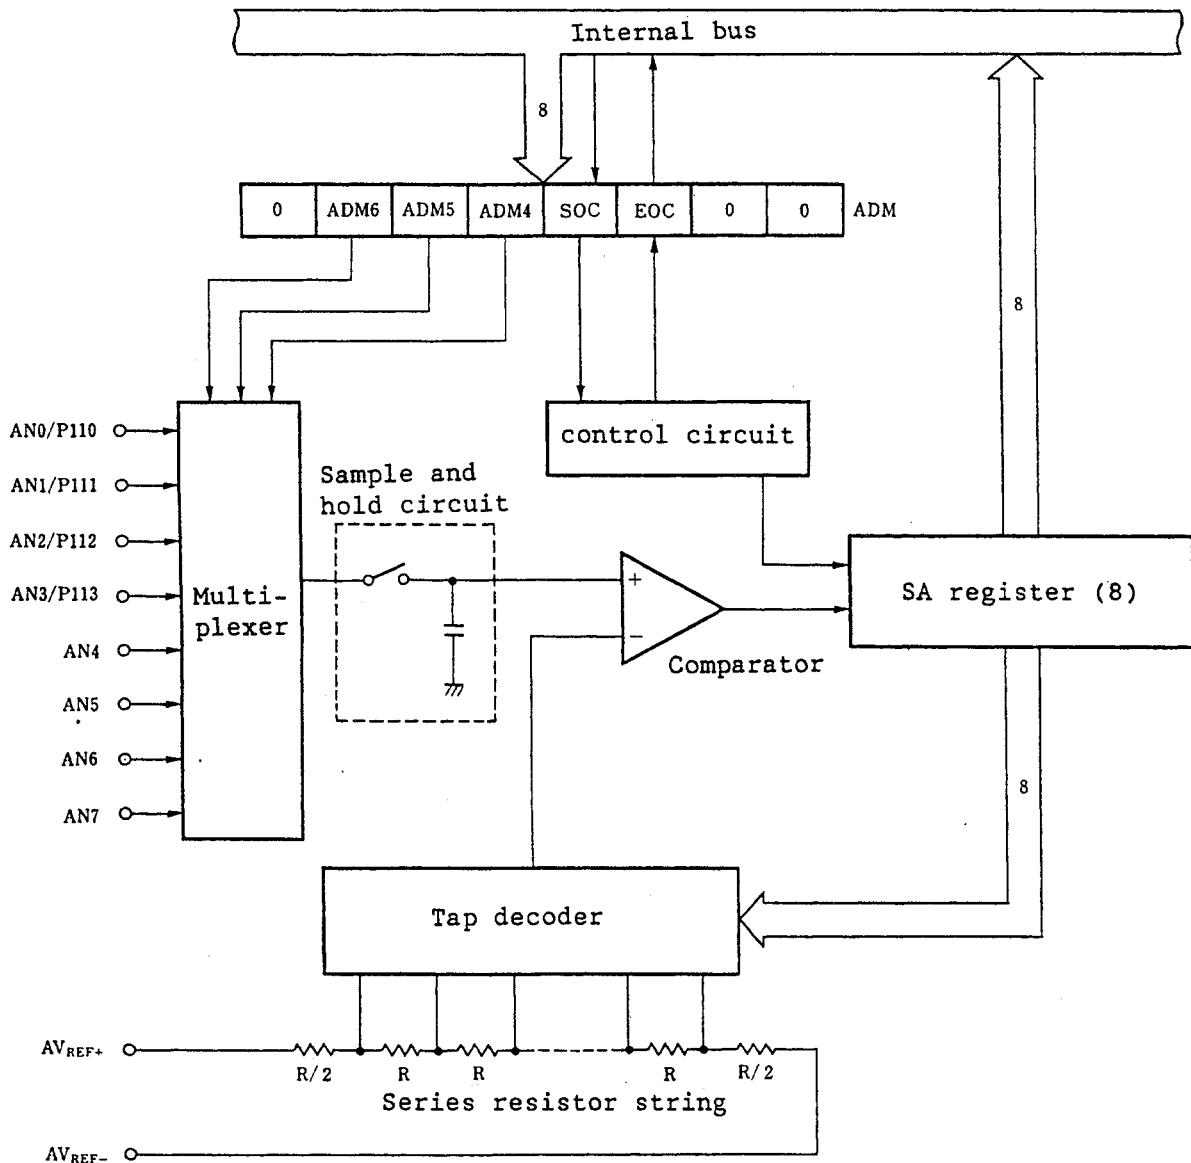 Internal bus
8
0 ADM6 ADM5 ADM4 SOC EOC 0 0 ADM
8
control circuit
AN0/P110
AN1/P111
AN2/P112
AN3/P113
AN4
AN5
AN6
AN7
Multi-
plexer
Sample and
hold circuit
+
−
Comparator
SA register (8)
8
Tap decoder
AVREF+
R/2 R R R R/2
Series resistor string
AVREF−